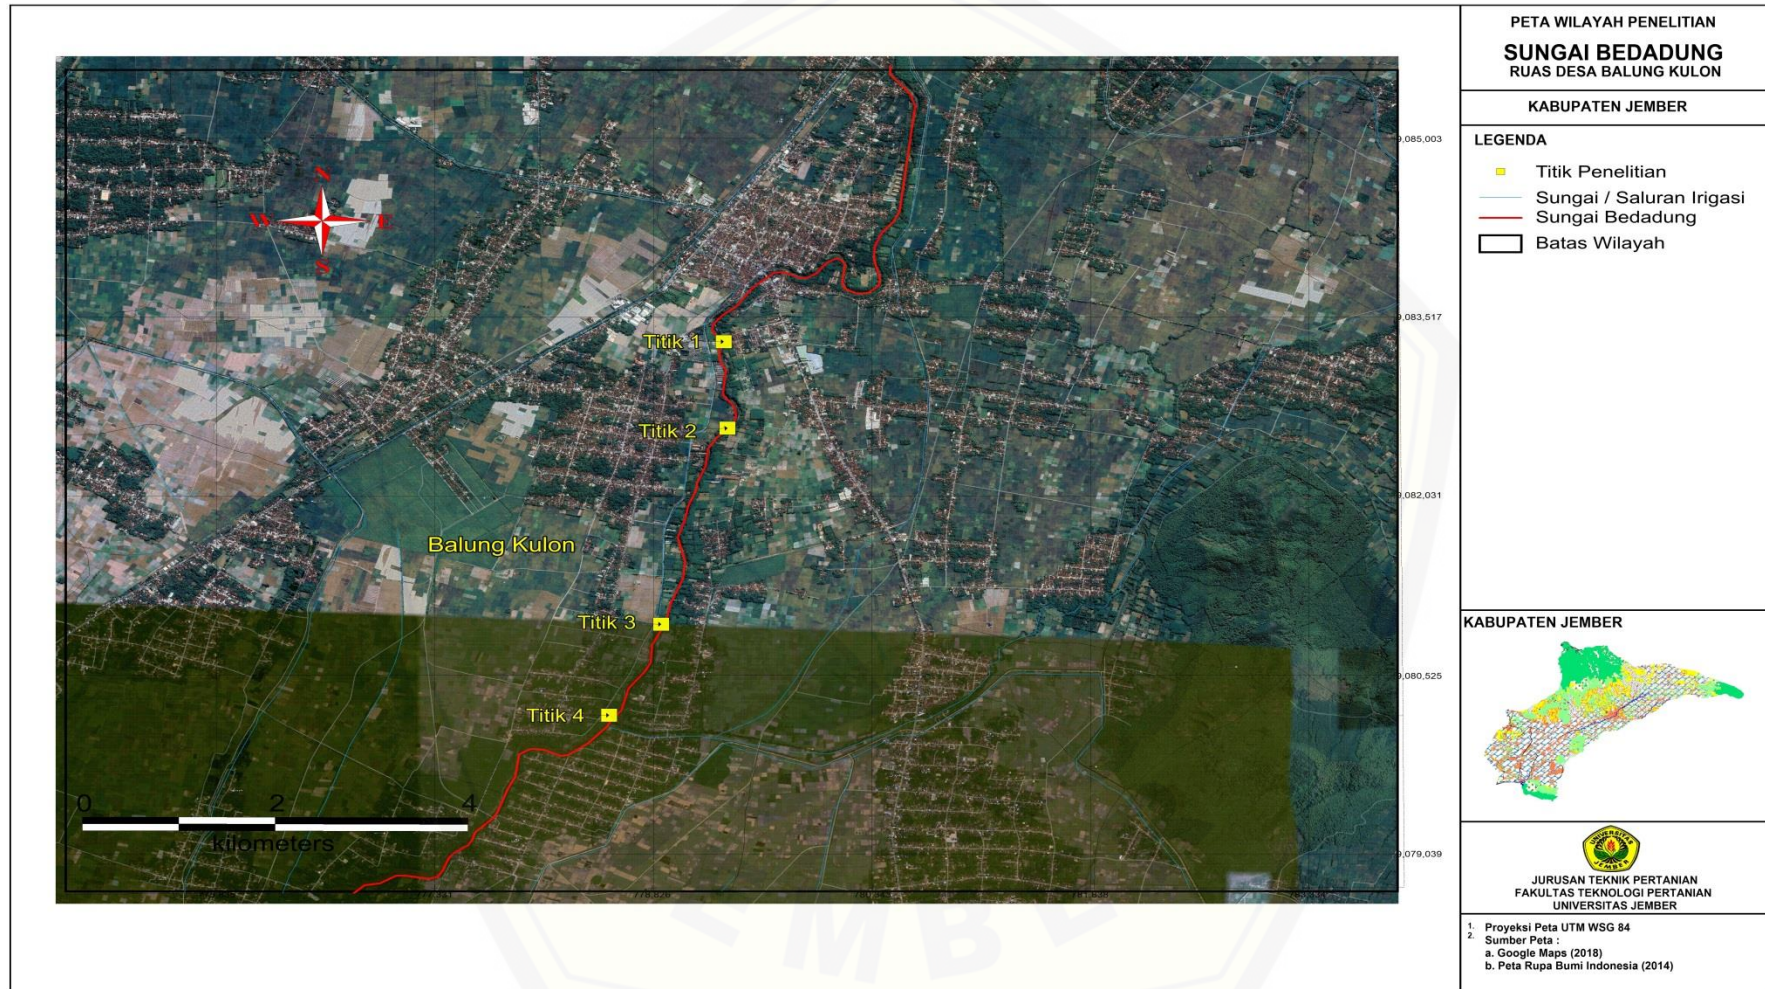 PETA WILAYAH PENELITIAN
SUNGAI BEDADUNG
RUAS DESA BALUNG KULON
KABUPATEN JEMBER
LEGENDA
Titik Penelitian
Sungai / Saluran Irigasi
Sungai Bedadung
Batas Wilayah
N
W E
S
Titik 1
Titik 2
Balung Kulon
Titik 3
Titik 4
0 2 4
kilometers
9,085,003
9,083,517
9,082,031
9,080,525
9,079,039
778,826
KABUPATEN JEMBER
UNIVERSITAS
JEMBER
JURUSAN TEKNIK PERTANIAN
FAKULTAS TEKNOLOGI PERTANIAN
UNIVERSITAS JEMBER
1. Proyeksi Peta UTM WSG 84
2. Sumber Peta :
a. Google Maps (2018)
b. Peta Rupa Bumi Indonesia (2014)